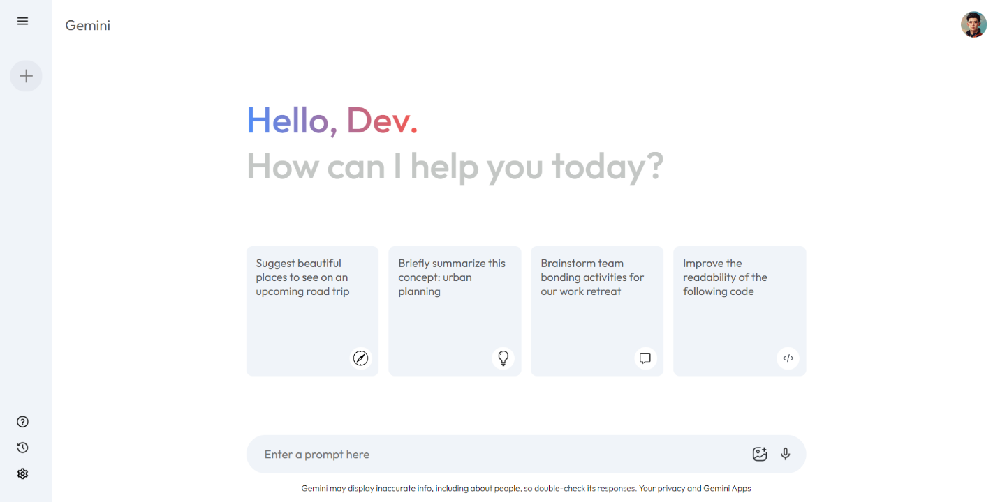 Gemini
Hello, Dev.
How can I help you today?
Suggest beautiful
places to see on an
upcoming road trip
Briefly summarize this
concept: urban
planning
Brainstorm team
bonding activities for
our work retreat
Improve the
readability of the
following code
Enter a prompt here
Gemini may display inaccurate info, including about people, so double-check its responses. Your privacy and Gemini Apps